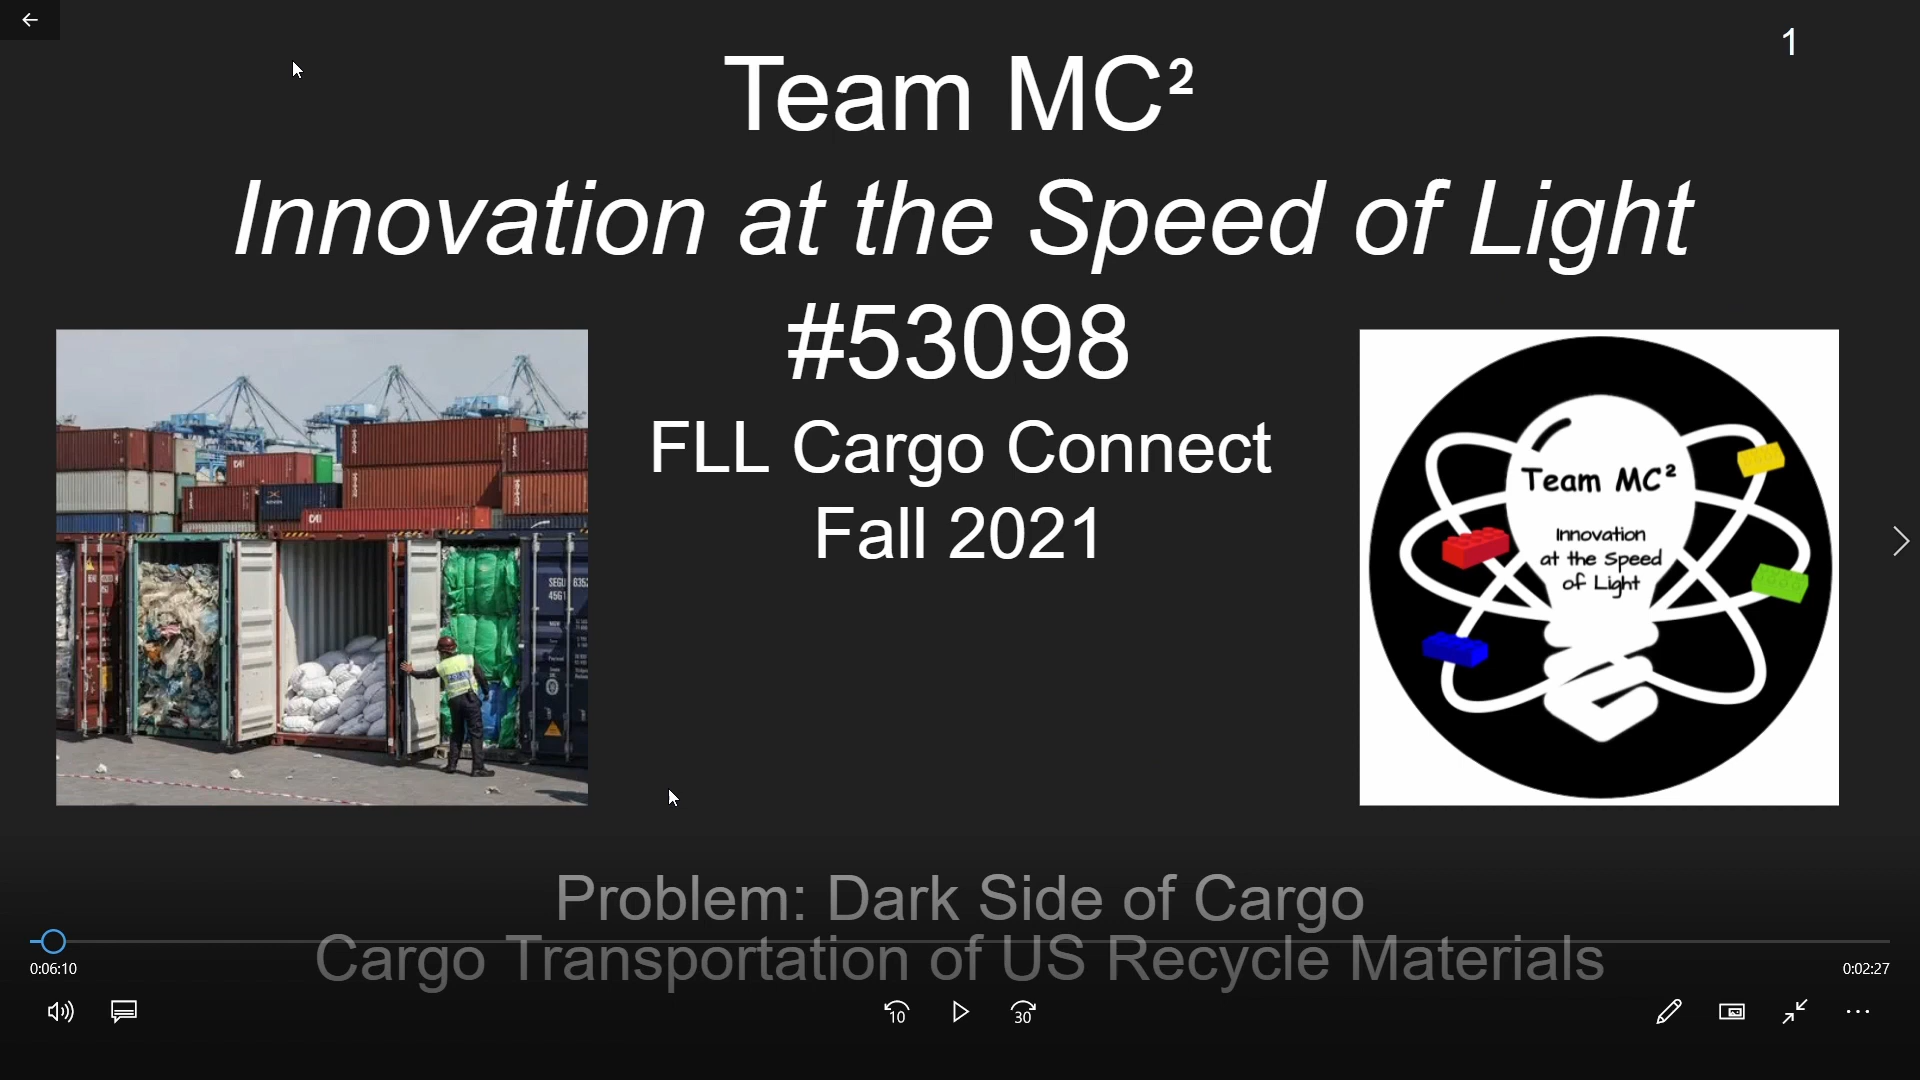 1
Team MC²
Innovation at the Speed of Light
#53098
FLL Cargo Connect
Fall 2021
Team MC²
Innovation
at the Speed
of Light
Problem: Dark Side of Cargo
Cargo Transportation of US Recycle Materials
0:06:10
0:02:27
10
30